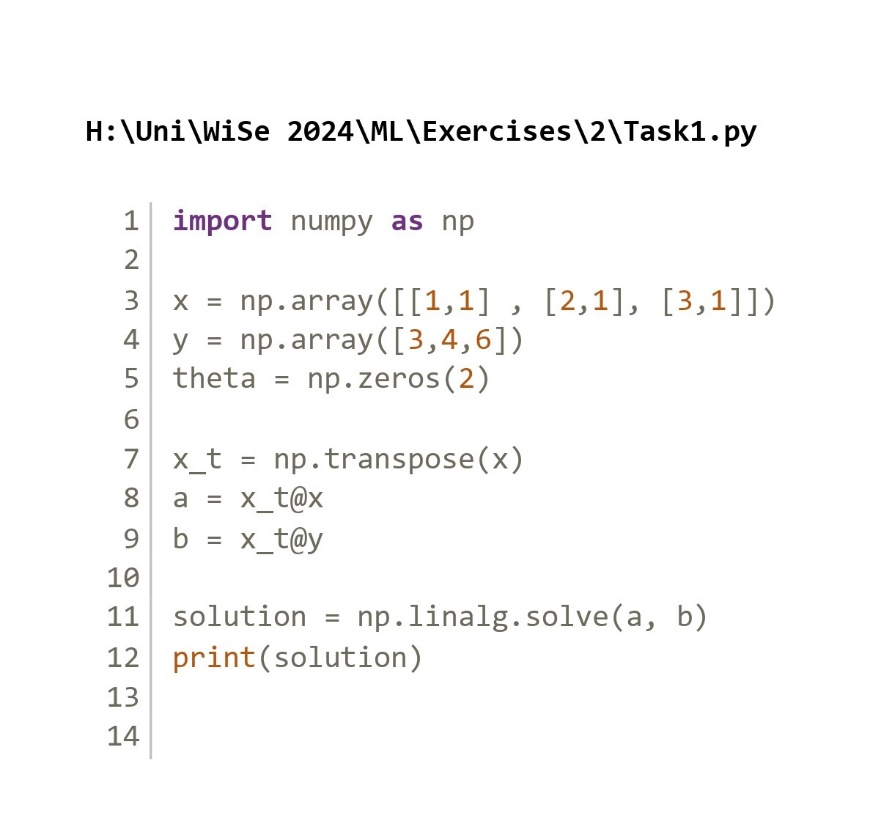 H:\Uni\WiSe 2024\ML\Exercises\2\Task1.py
1 import numpy as np
2
3 x = np.array([[1,1] , [2,1], [3,1]])
4 y = np.array([3,4,6])
5 theta = np.zeros(2)
6
7 x_t = np.transpose(x)
8 a = x_t@x
9 b = x_t@y
10
11 solution = np.linalg.solve(a, b)
12 print(solution)
13
14